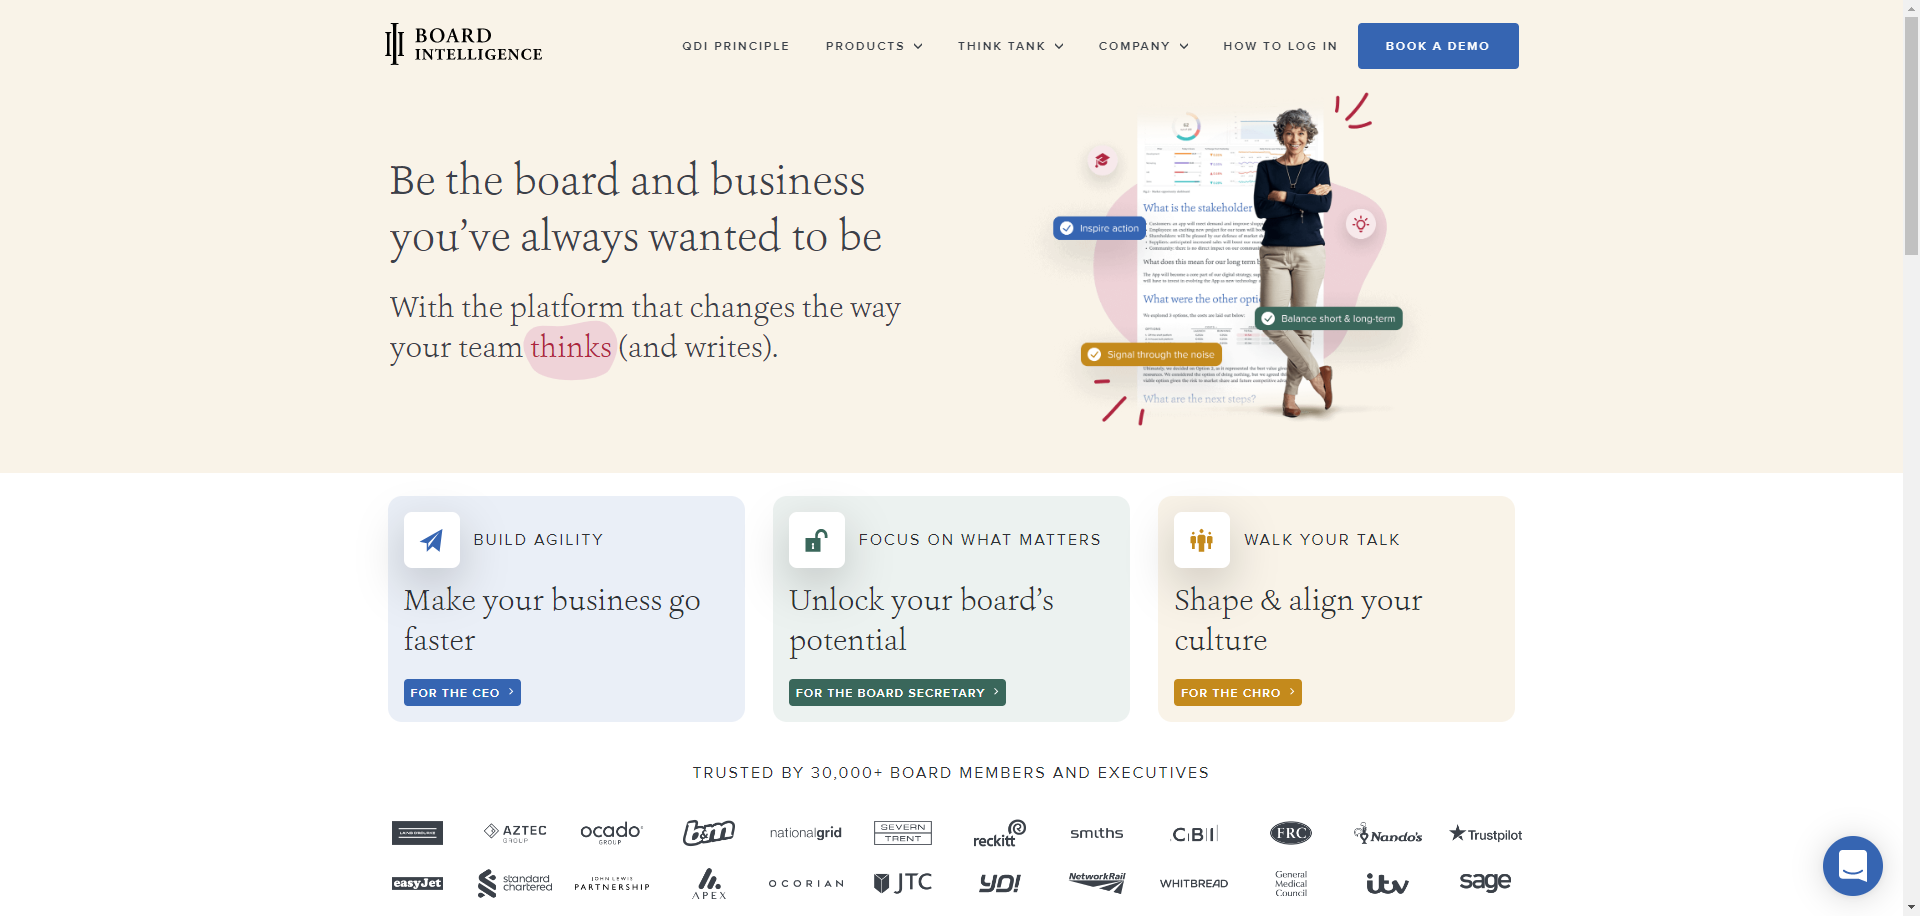 BOARD
INTELLIGENCE
QDI PRINCIPLE
PRODUCTS
THINK TANK
COMPANY
HOW TO LOG IN
BOOK A DEMO
Be the board and business
you’ve always wanted to be
With the platform that changes the way
your team thinks (and writes).
What is the stakeholder
Inspire action
What does this mean for our long term
What were the other
Balance short & long-term
Signal through the noise
What are the next steps?
BUILD AGILITY
Make your business go
faster
FOR THE CEO
FOCUS ON WHAT MATTERS
Unlock your board’s
potential
FOR THE BOARD SECRETARY
WALK YOUR TALK
Shape & align your
culture
FOR THE CHRO
TRUSTED BY 30,000+ BOARD MEMBERS AND EXECUTIVES
AZTEC
GROUP
ocado
GROUP
b&m
nationalgrid
SEVERN
TRENT
reckitt
smiths
CBI
FRC
Nando's
Trustpilot
easyJet
standard
chartered
JOHN LEWIS
PARTNERSHIP
APEX
OCORIAN
JTC
YO!
NetworkRail
WHITBREAD
General
Medical
Council
itv
sage